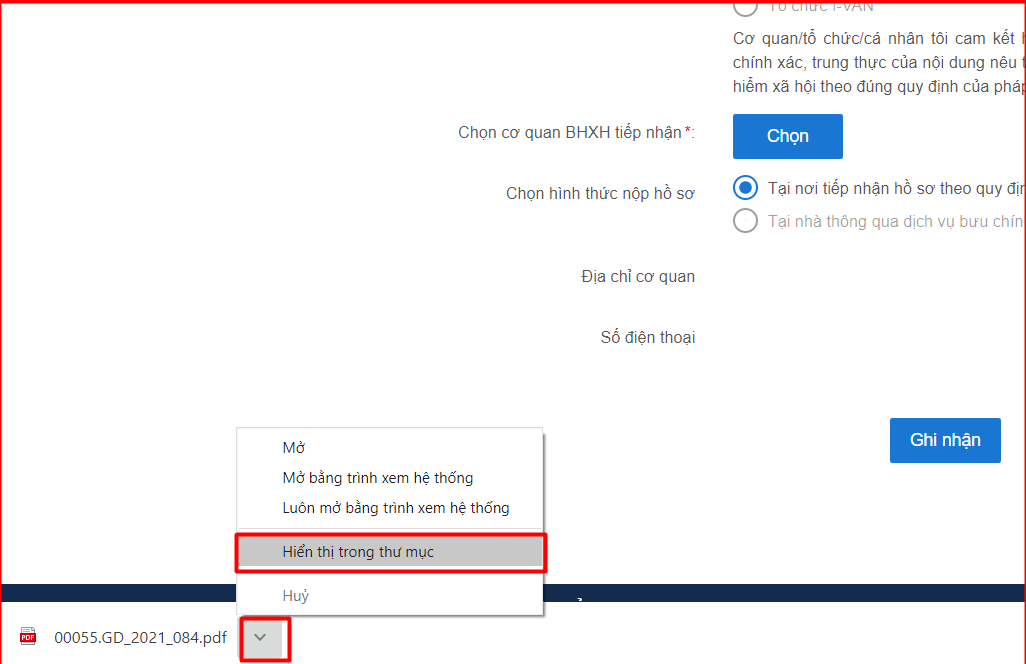 Tổ chức I-VAN
Cơ quan/tổ chức/cá nhân tôi cam kết
chính xác, trung thực của nội dung nêu
hiểm xã hội theo đúng quy định của pháp
Chọn cơ quan BHXH tiếp nhận*:
Chọn
Chọn hình thức nộp hồ sơ
Tại nơi tiếp nhận hồ sơ theo quy
Tại nhà thông qua dịch vụ bưu chín
Địa chỉ cơ quan
Số điện thoại
Ghi nhận
Mở
Mở bằng trình xem hệ thống
Luôn mở bằng trình xem hệ thống
Hiển thị trong thư mục
Huỷ
PDF
00055.GD_2021_084.pdf